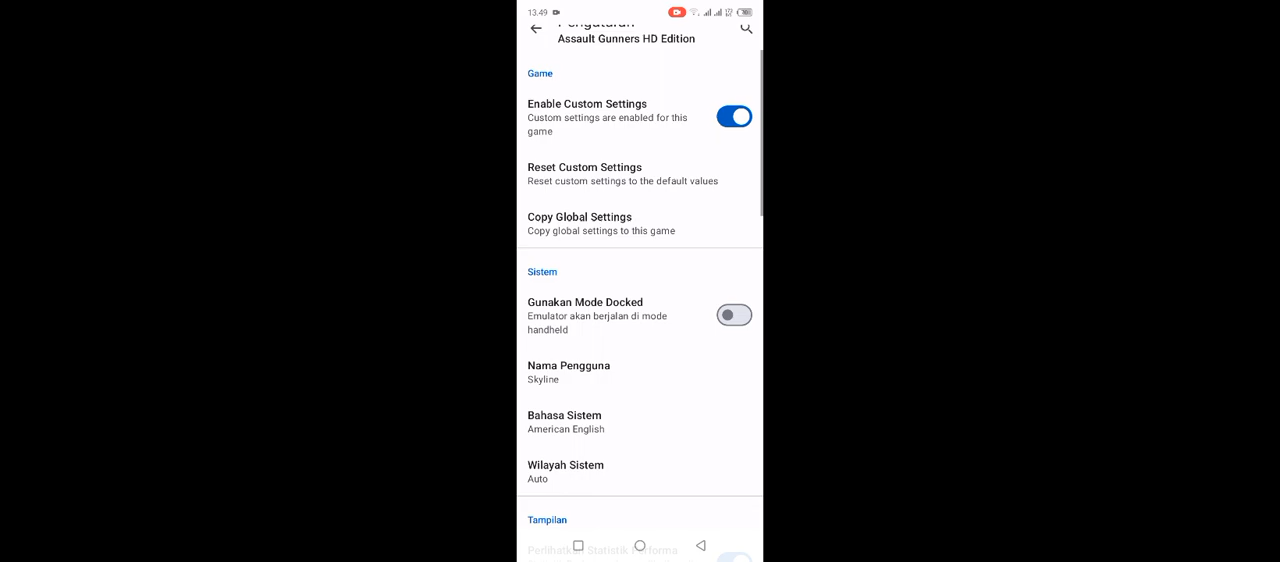 13.49
Pengaturan
Assault Gunners HD Edition
Game
Enable Custom Settings
Custom settings are enabled for this
game
Reset Custom Settings
Reset custom settings to the default values
Copy Global Settings
Copy global settings to this game
Sistem
Gunakan Mode Docked
Emulator akan berjalan di mode
handheld
Nama Pengguna
Skyline
Bahasa Sistem
American English
Wilayah Sistem
Auto
Tampilan
Perlihatkan Statistik Performa